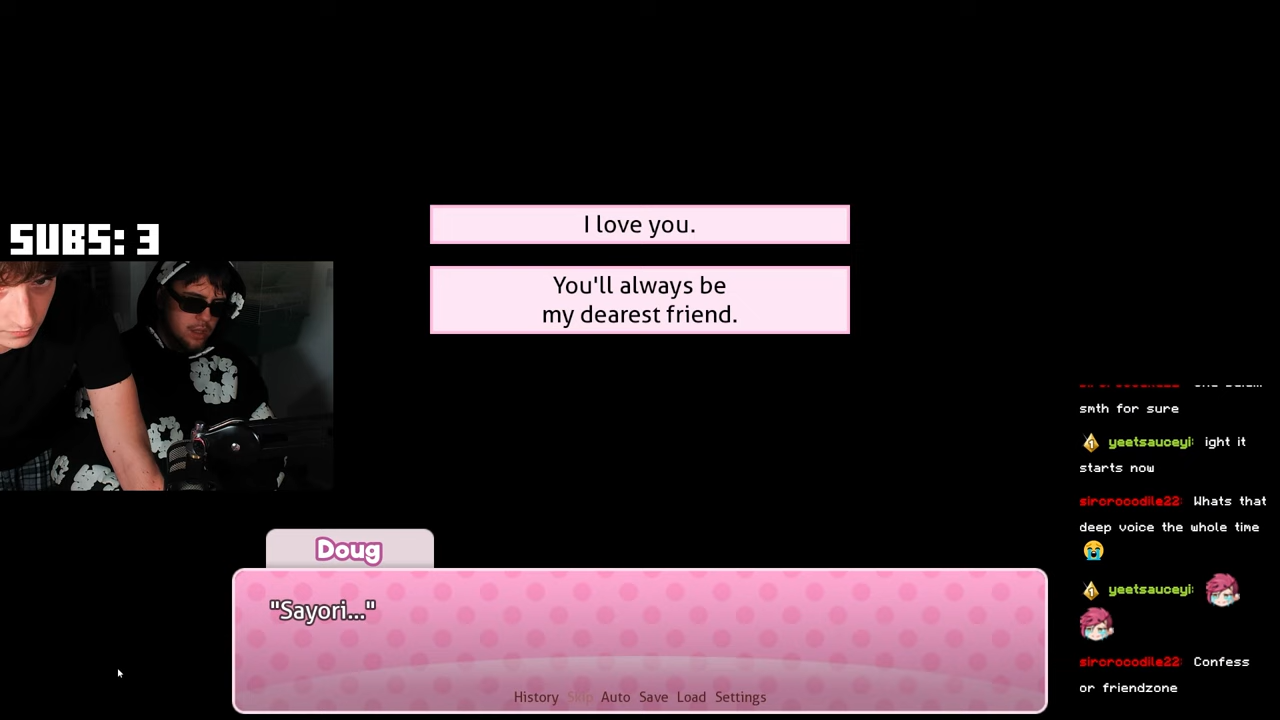 I love you.
You'll always be
my dearest friend.
SUBS: 3
smth for sure
yeetsauceyi: ight it
starts now
sircrocodile22: Whats that
deep voice the whole time
yeetsauceyi:
sircrocodile22: Confess
or friendzone
Doug
"Sayori..."
History Skip Auto Save Load Settings